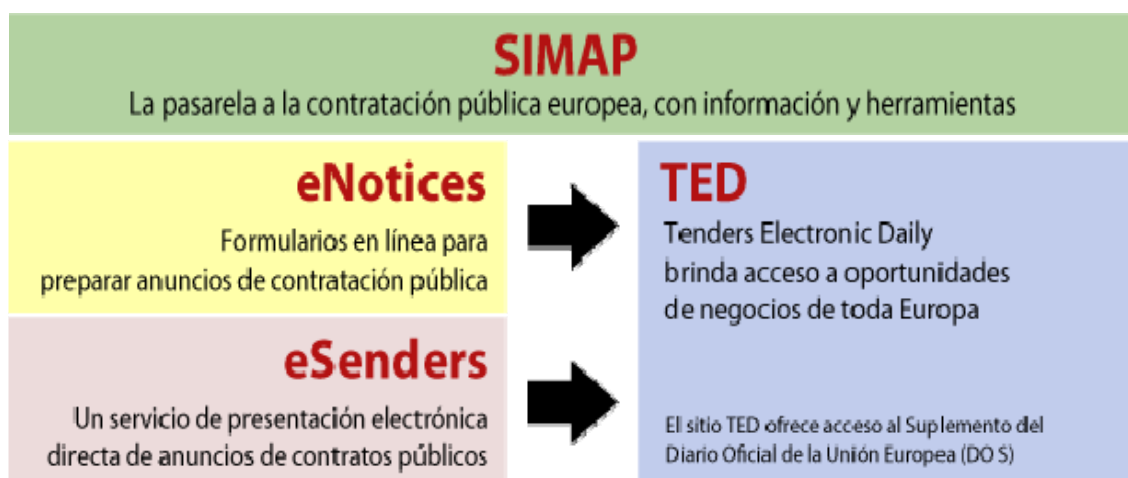 SIMAP
La pasarela a la contratación pública europea, con información y herramientas
eNotices
Formularios en línea para
preparar anuncios de contratación pública
eSenders
Un servicio de presentación electrónica
directa de anuncios de contratos públicos
TED
Tenders Electronic Daily
brinda acceso a oportunidades
de negocios de toda Europa
El sitio TED ofrece acceso al Suplemento del
Diario Oficial de la Unión Europea (DO S)